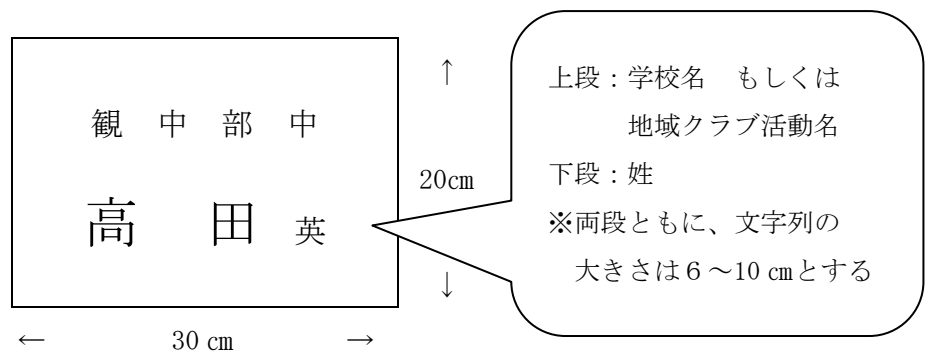 観 中 部 中
高 田 英
↑
20㎝
↓
← 30 ㎝ →
上段：学校名　もしくは
地域クラブ活動名
下段：姓
※両段ともに、文字列の
大きさは６～10 ㎝とする